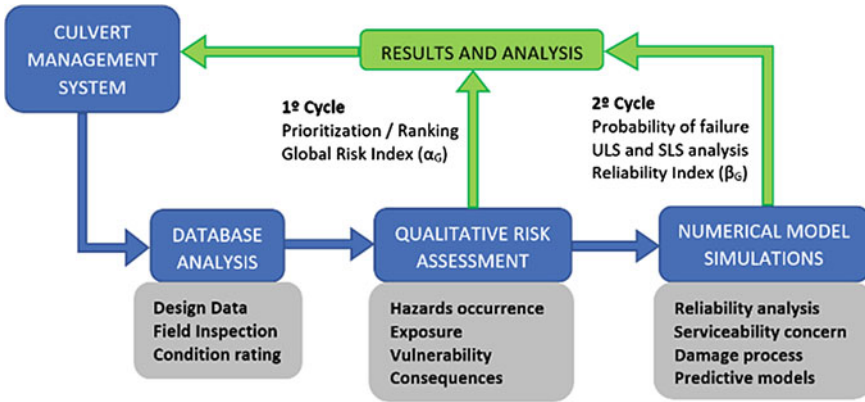 CULVERT
MANAGEMENT
SYSTEM
RESULTS AND ANALYSIS
1º Cycle
Prioritization / Ranking
Global Risk Index (αG)
2º Cycle
Probability of failure
ULS and SLS analysis
Reliability Index (βG)
DATABASE
ANALYSIS
Design Data
Field Inspection
Condition rating
QUALITATIVE RISK
ASSESSMENT
Hazards occurrence
Exposure
Vulnerability
Consequences
NUMERICAL MODEL
SIMULATIONS
Reliability analysis
Serviceability concern
Damage process
Predictive models